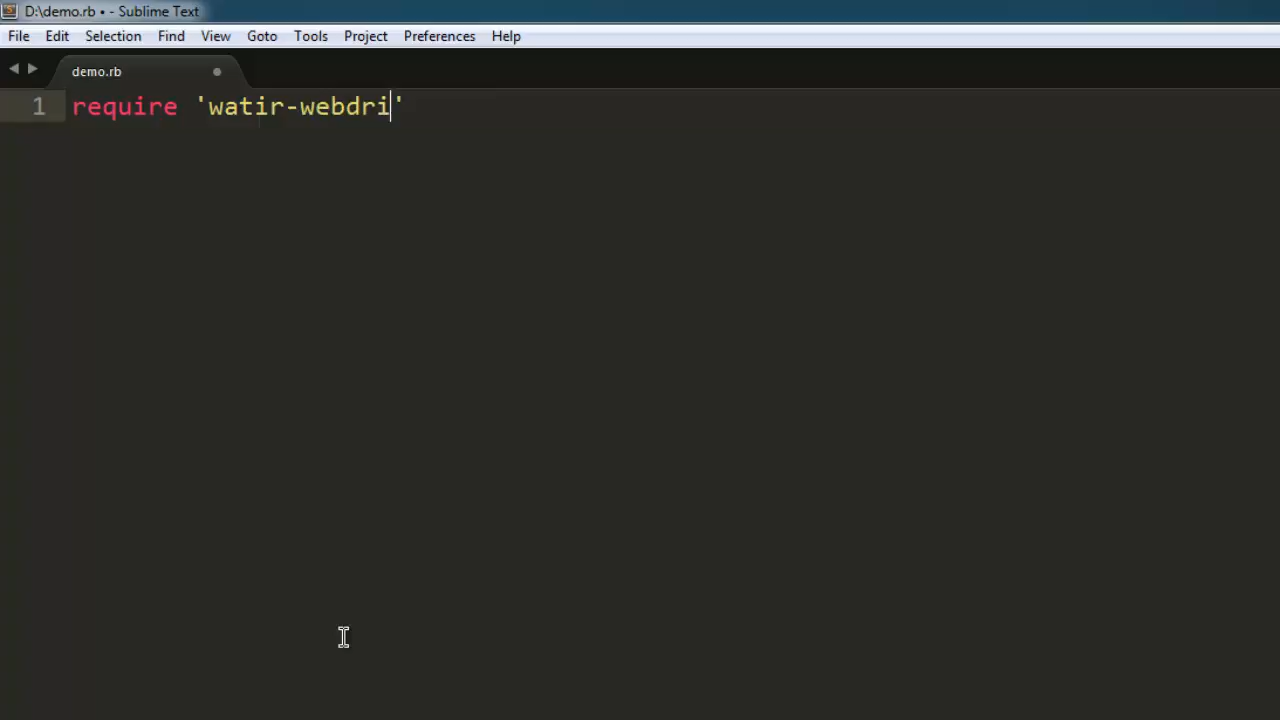 D:\demo.rb • - Sublime Text
File Edit Selection Find View Goto Tools Project Preferences Help
demo.rb
1 require 'watir-webdri'